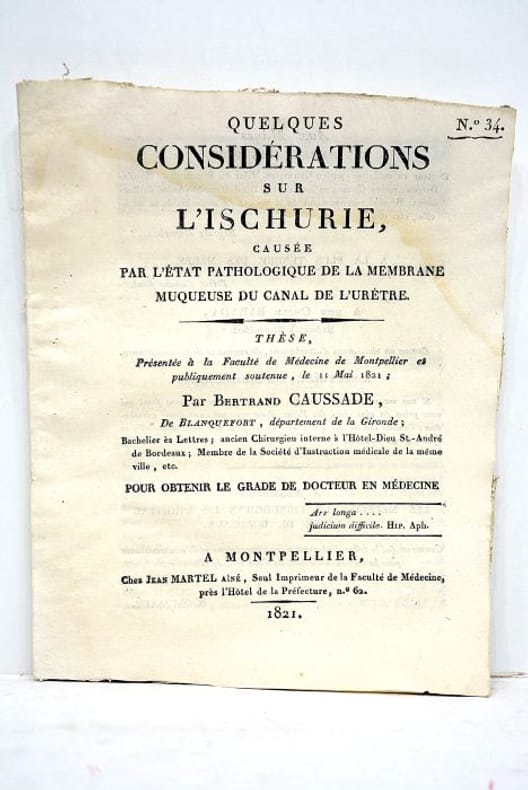 N.º 34.
QUELQUES
CONSIDÉRATIONS
SUR
L'ISCHURIE,
CAUSÉE
PAR L'ÉTAT PATHOLOGIQUE DE LA MEMBRANE
MUQUEUSE DU CANAL DE L'URÈTRE.
THÈSE,
Présentée à la Faculté de Médecine de Montpellier et
publiquement soutenue, le 11 Mai 1821;
Par BERTRAND CAUSSADE,
De BLANQUEFORT, département de la Gironde;
Bachelier ès Lettres; ancien Chirurgien interne à l'Hôtel-Dieu St.-André
de Bordeaux; Membre de la Société d'Instruction médicale de la même
ville, etc.
POUR OBTENIR LE GRADE DE DOCTEUR EN MÉDECINE
Ars longa ....
judicium difficile. HIP. Aph.
A MONTPELLIER,
Chez JEAN MARTEL AÎNÉ, Seul Imprimeur de la Faculté de Médecine,
près l'Hôtel de la Préfecture, n.º 62.
1821.